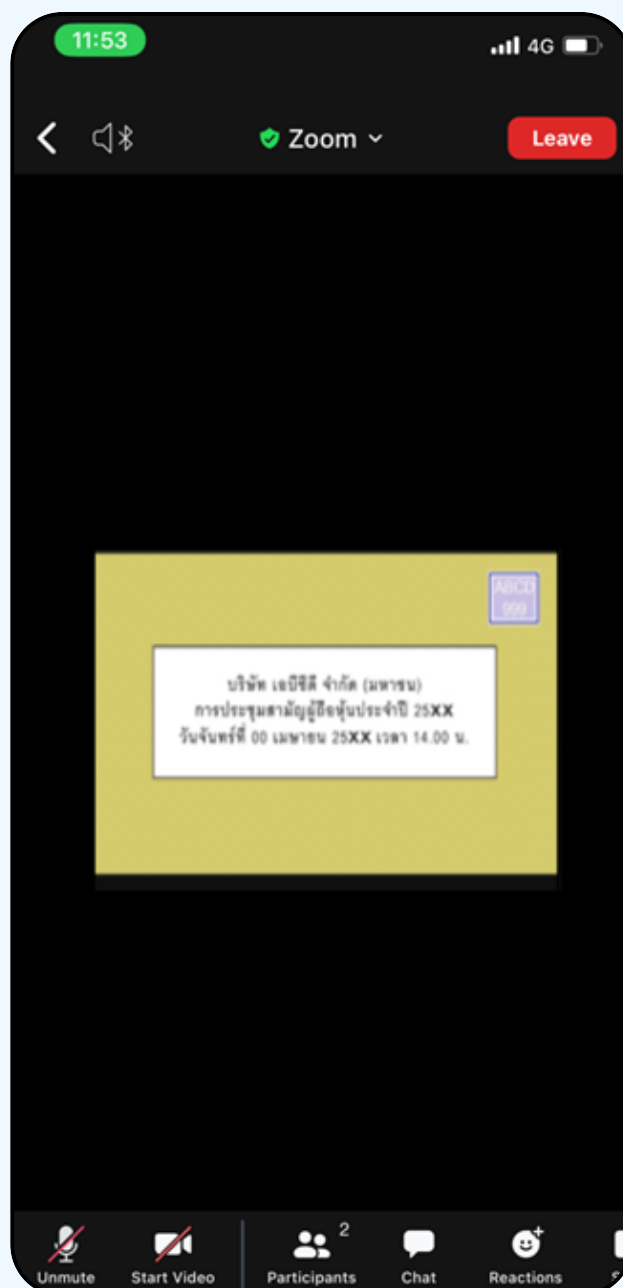 11:53
4G
Zoom
Leave
ABCD
999
บริษัท เอบีซีดี จำกัด (มหาชน)
การประชุมสามัญผู้ถือหุ้นประจำปี 25XX
วันจันทร์ที่ 00 เมษายน 25XX เวลา 14.00 น.
2
Unmute
Start Video
Participants
Chat
Reactions